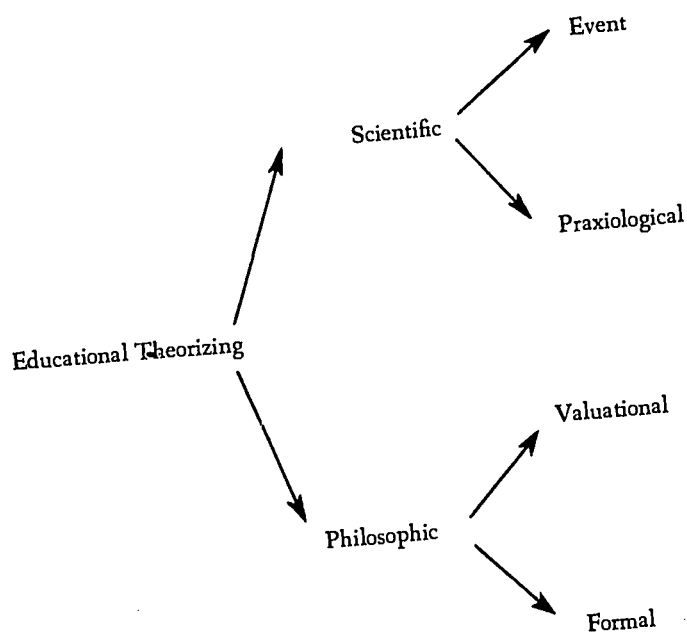 Event
Scientific
Praxiological
Educational Theorizing
Valuational
Philosophic
Formal